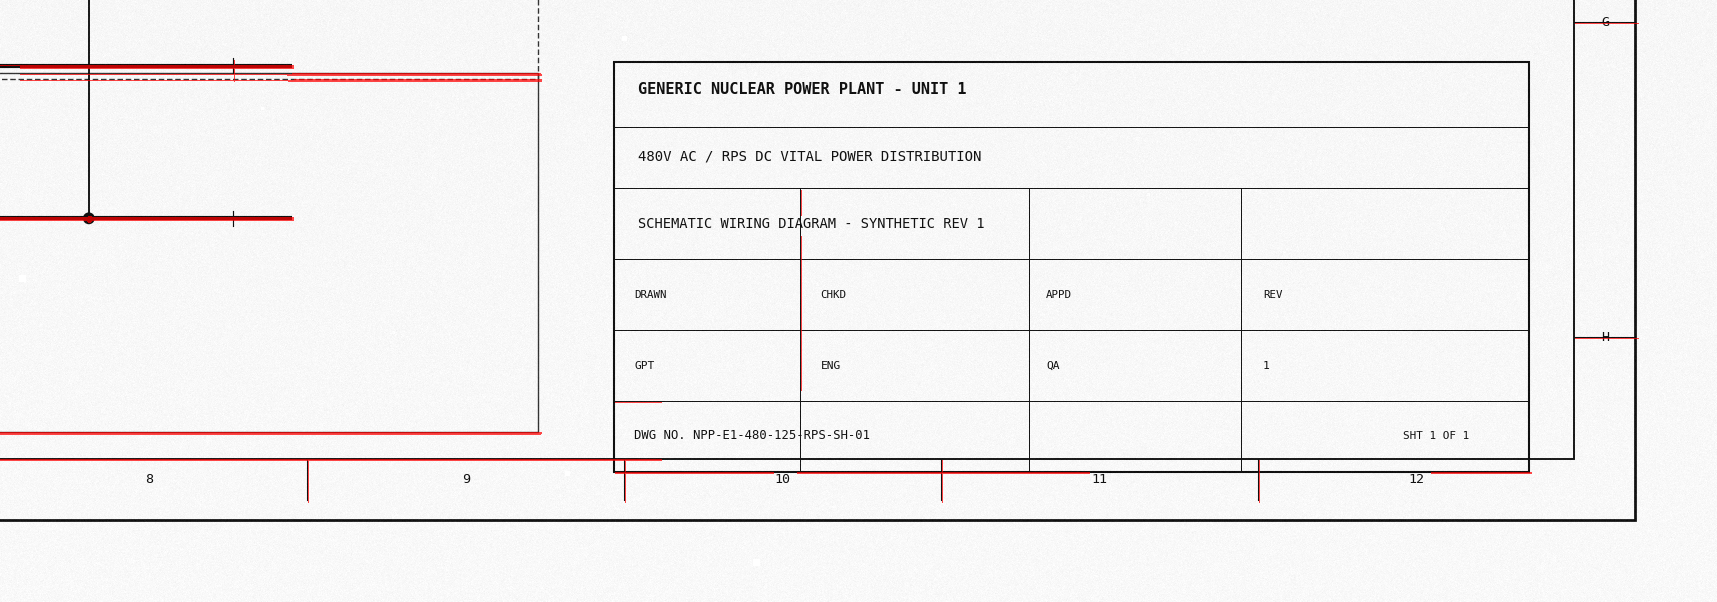 G
GENERIC NUCLEAR POWER PLANT - UNIT 1
480V AC / RPS DC VITAL POWER DISTRIBUTION
SCHEMATIC WIRING DIAGRAM - SYNTHETIC REV 1
DRAWN CHKD APPD REV
H
GPT ENG QA 1
DWG NO. NPP-E1-480-125-RPS-SH-01 SHT 1 OF 1
8 9 10 11 12